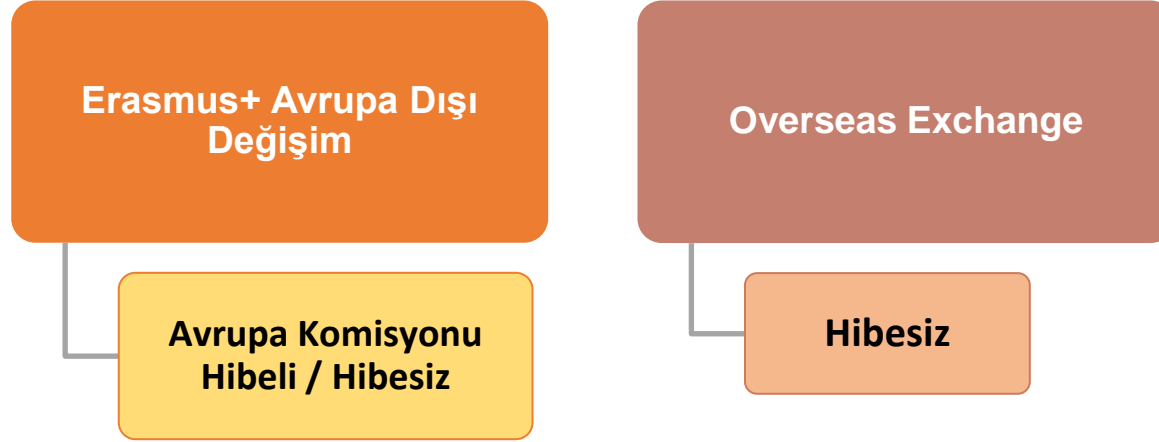 Erasmus+ Avrupa Dışı
Değişim
Avrupa Komisyonu
Hibeli / Hibesiz
Overseas Exchange
Hibesiz